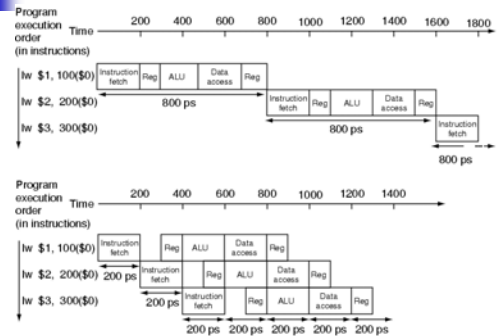 Program
execution
order
(in instructions)
Time
200 400 600 800 1000 1200 1400 1600 1800
lw $1, 100($0) Instruction fetch Reg ALU Data access Reg
800 ps
lw $2, 200($0) Instruction fetch Reg ALU Data access Reg
800 ps
lw $3, 300($0) Instruction fetch
800 ps
Program
execution
order
(in instructions)
Time
200 400 600 800 1000 1200 1400
lw $1, 100($0) Instruction fetch Reg ALU Data access Reg
lw $2, 200($0) 200 ps Instruction fetch Reg ALU Data access Reg
lw $3, 300($0) 200 ps Instruction fetch Reg ALU Data access Reg
200 ps 200 ps 200 ps 200 ps 200 ps